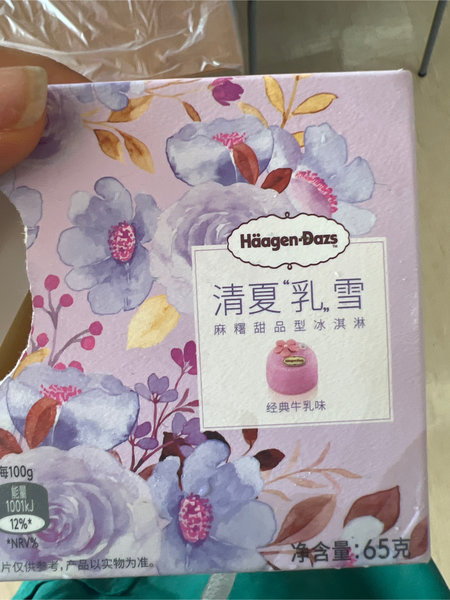 Häagen-Dazs
清夏“乳”雪
麻糬甜品型冰淇淋
经典牛乳味
每100g
能量
1001kJ
12%*
*NRV%
净含量:65克
片仅供参考,产品以实物为准。